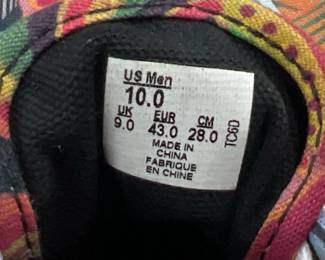 US Men
10.0
UK EUR CM
9.0 43.0 28.0
MADE IN
CHINA
FABRIQUE
EN CHINE
TC6D